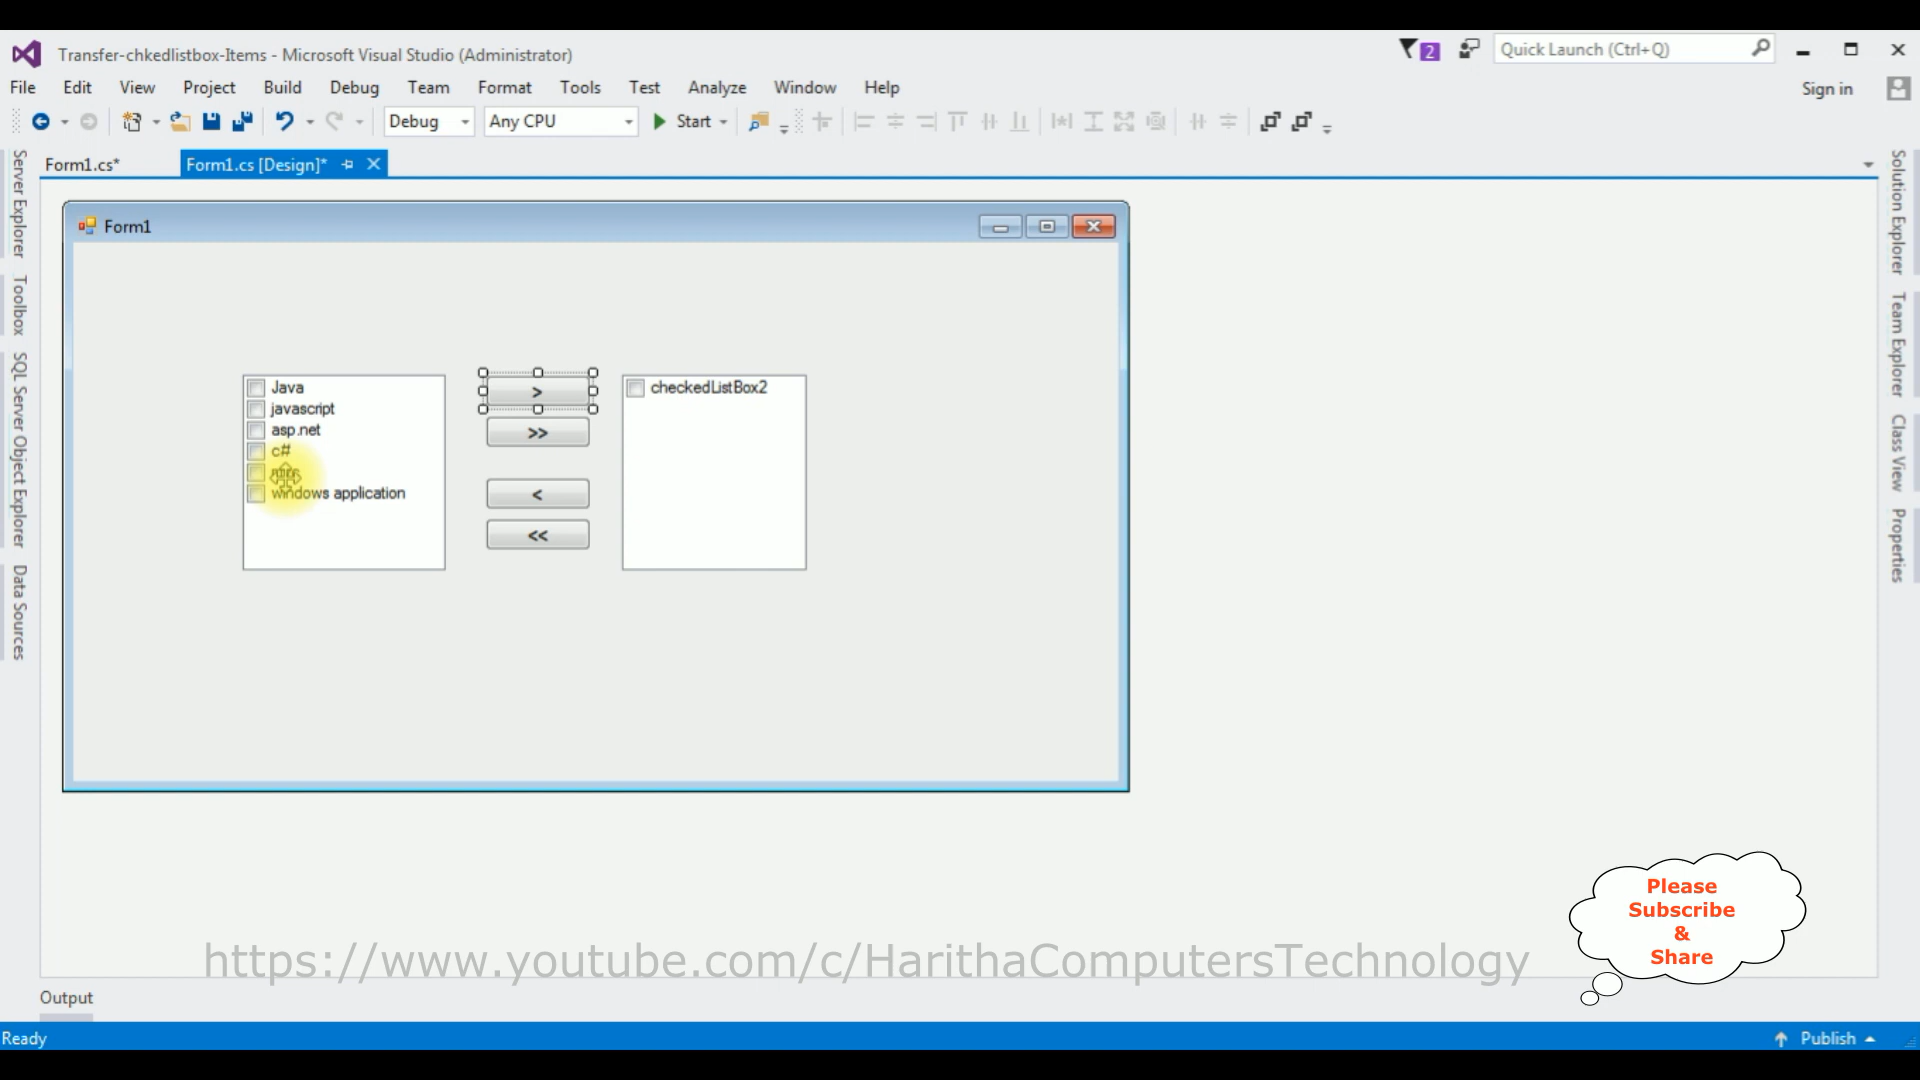 Transfer-chkedlistbox-Items - Microsoft Visual Studio (Administrator)
2
Quick Launch (Ctrl+Q)
File Edit View Project Build Debug Team Format Tools Test Analyze Window Help
Sign in
Debug
Any CPU
Start
Form1.cs*
Form1.cs [Design]*
Server Explorer
Toolbox
SQL Server Object Explorer
Data Sources
Solution Explorer
Team Explorer
Class View
Properties
Form1
Java
javascript
asp.net
c#
windows application
>
>>
<
<<
checkedListBox2
Please
Subscribe
&
Share
https://www.youtube.com/c/HarithaComputersTechnology
Output
Ready
Publish